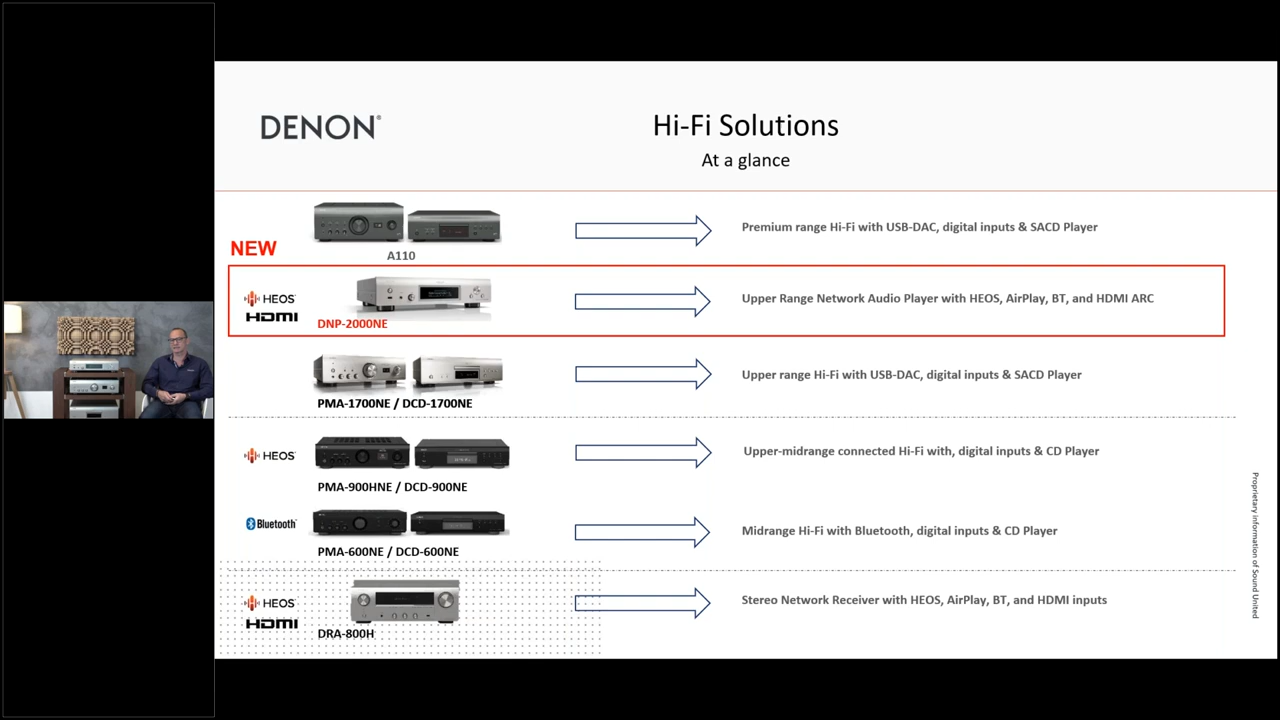 DENON®
Hi-Fi Solutions
At a glance
Premium range Hi-Fi with USB-DAC, digital inputs & SACD Player
NEW
A110
HEOS®
HDMI
Upper Range Network Audio Player with HEOS, AirPlay, BT, and HDMI ARC
DNP-2000NE
Upper range Hi-Fi with USB-DAC, digital inputs & SACD Player
PMA-1700NE / DCD-1700NE
HEOS®
Upper-midrange connected Hi-Fi with, digital inputs & CD Player
PMA-900HNE / DCD-900NE
Bluetooth®
Midrange Hi-Fi with Bluetooth, digital inputs & CD Player
PMA-600NE / DCD-600NE
HEOS®
HDMI
Stereo Network Receiver with HEOS, AirPlay, BT, and HDMI inputs
DRA-800H
Proprietary information of Sound United